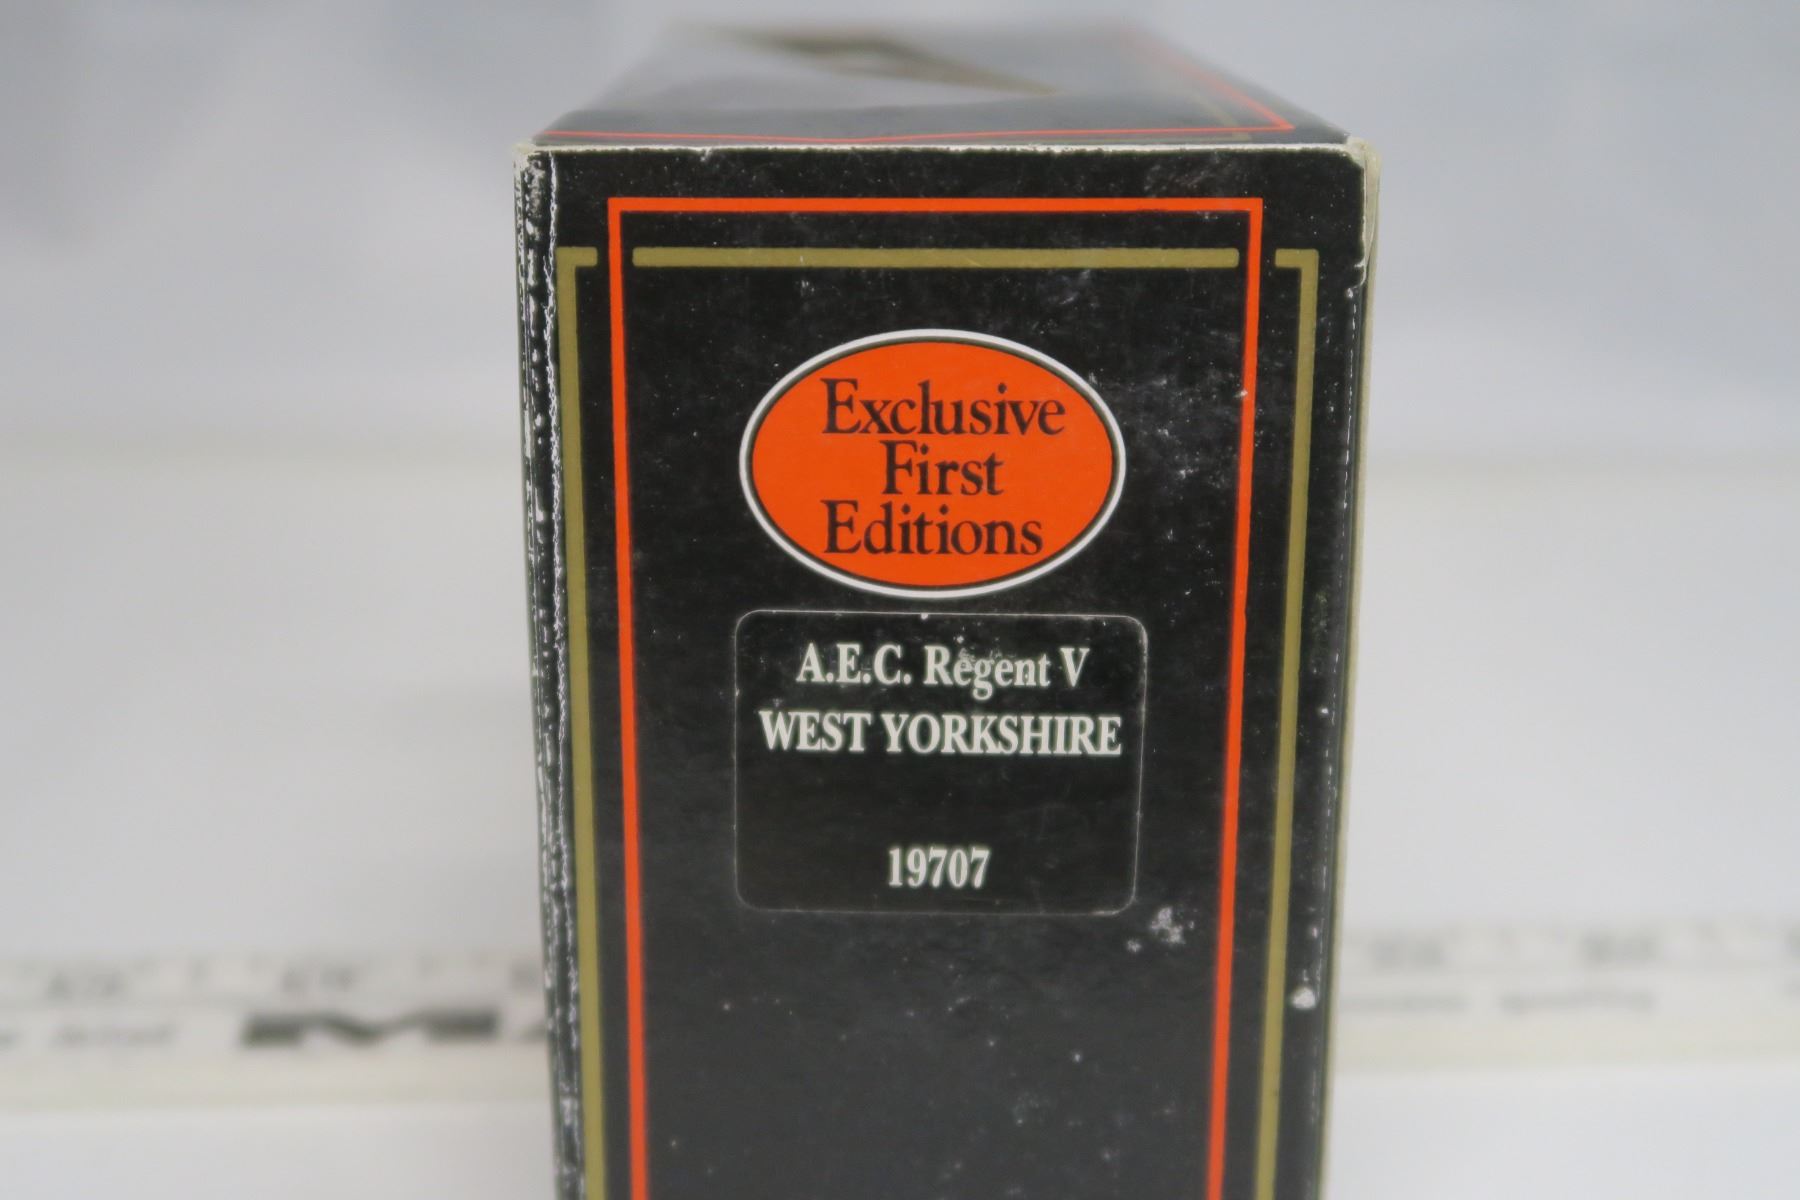 Exclusive
First
Editions
A.E.C. Regent V
WEST YORKSHIRE
19707